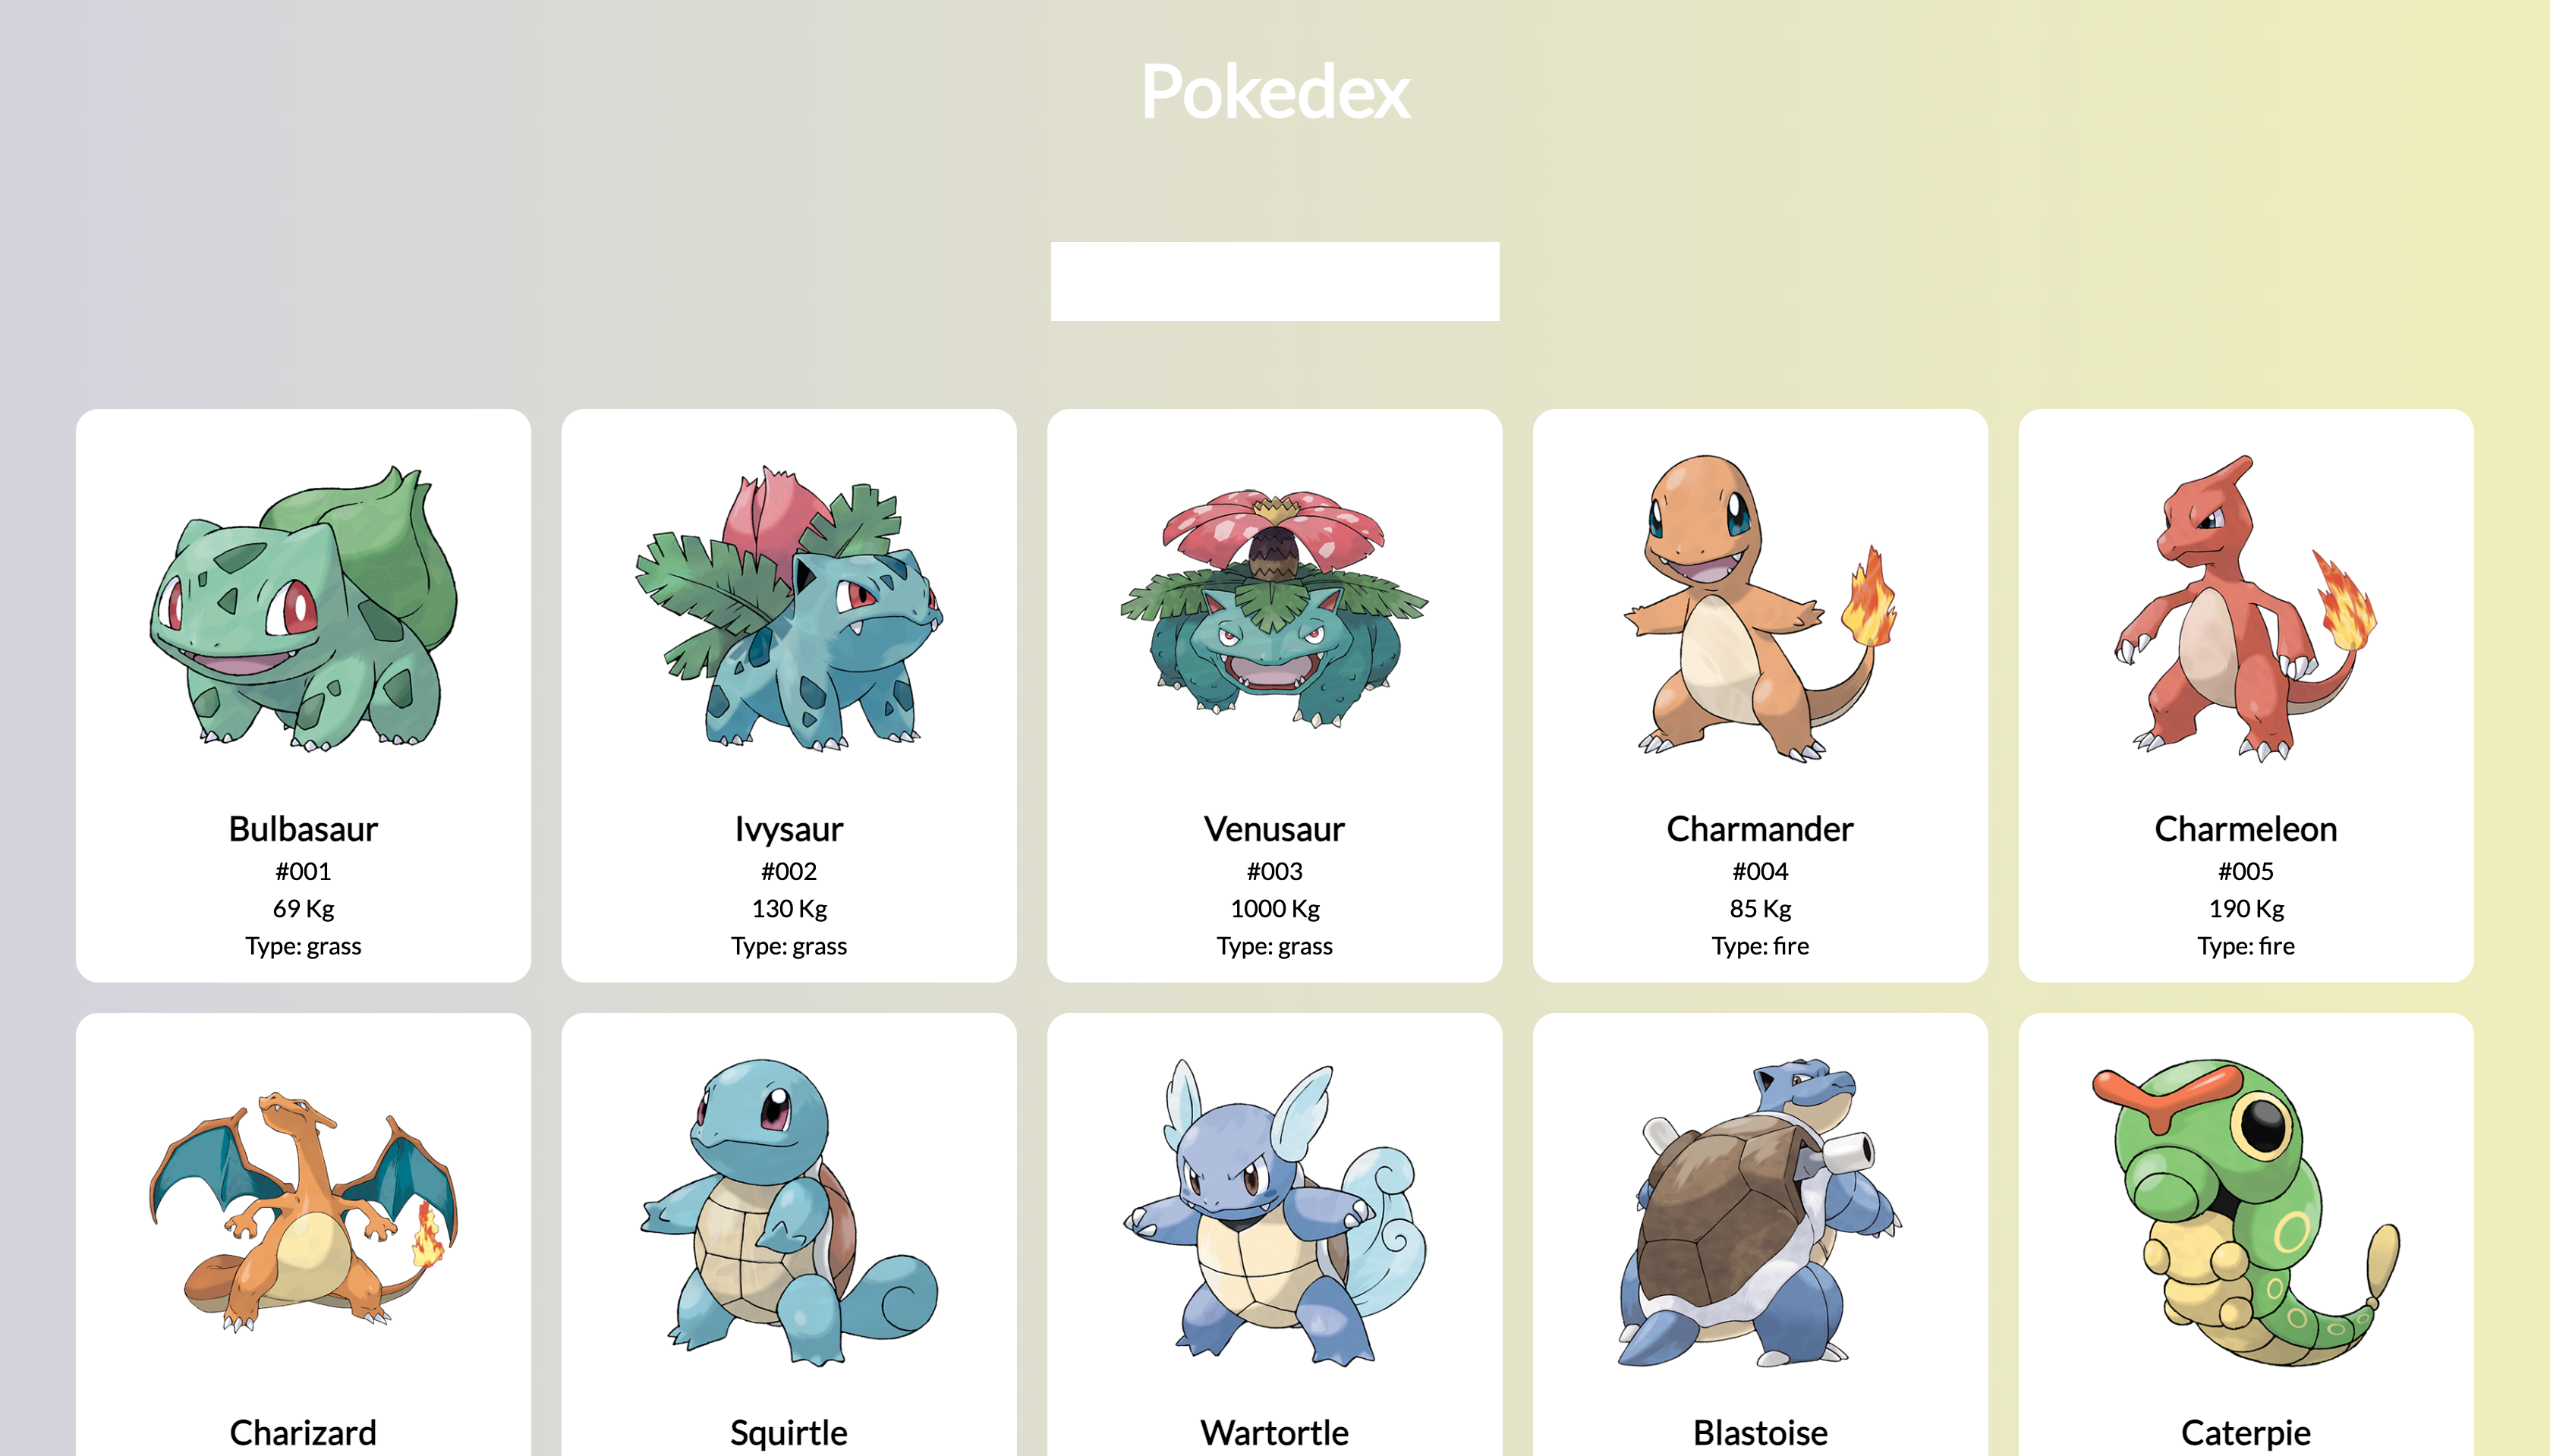 Pokedex
Bulbasaur
#001
69 Kg
Type: grass
Ivysaur
#002
130 Kg
Type: grass
Venusaur
#003
1000 Kg
Type: grass
Charmander
#004
85 Kg
Type: fire
Charmeleon
#005
190 Kg
Type: fire
Charizard
Squirtle
Wartortle
Blastoise
Caterpie